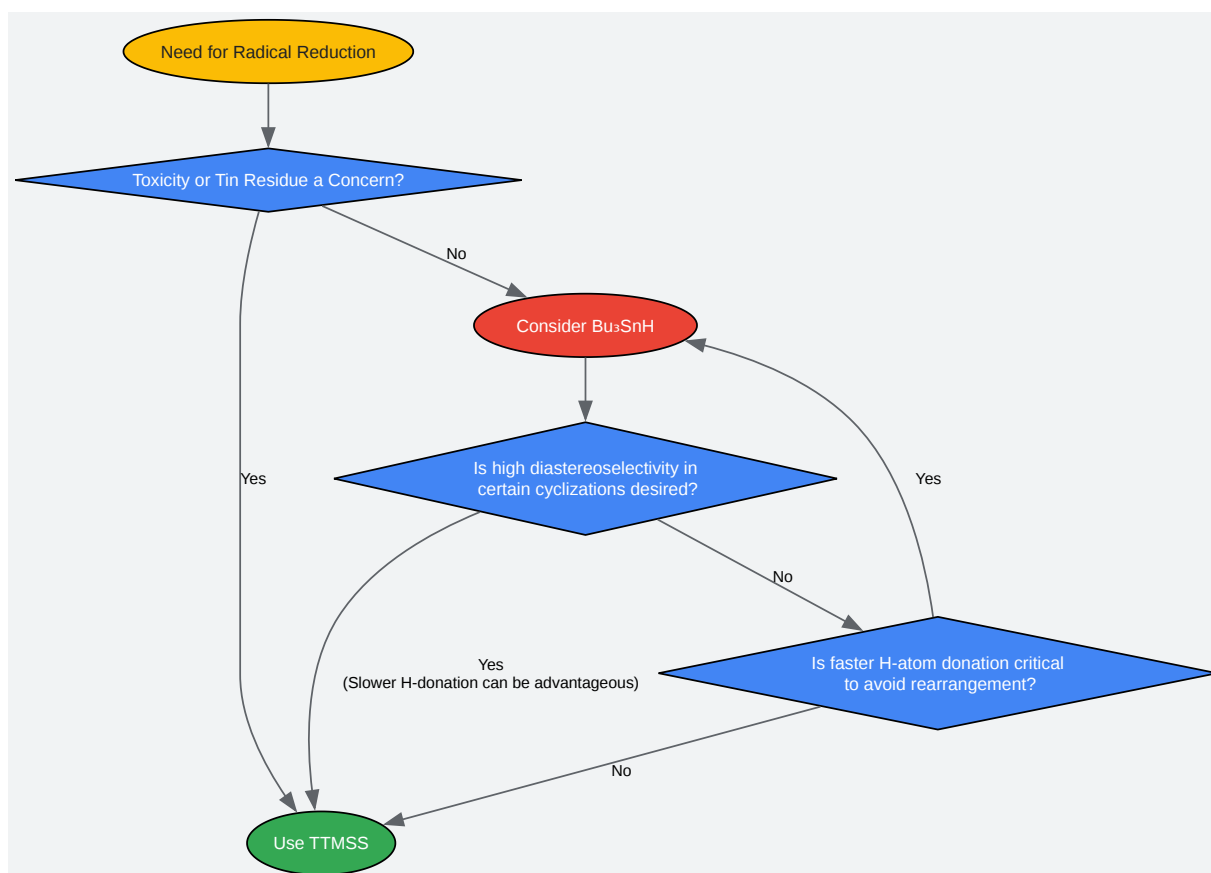 Need for Radical Reduction
Toxicity or Tin Residue a Concern?
No
Consider Bu₃SnH
Is high diastereoselectivity in
certain cyclizations desired?
Yes
Yes
No
Yes
(Slower H-donation can be advantageous)
Is faster H-atom donation critical
to avoid rearrangement?
No
Use TTMSS